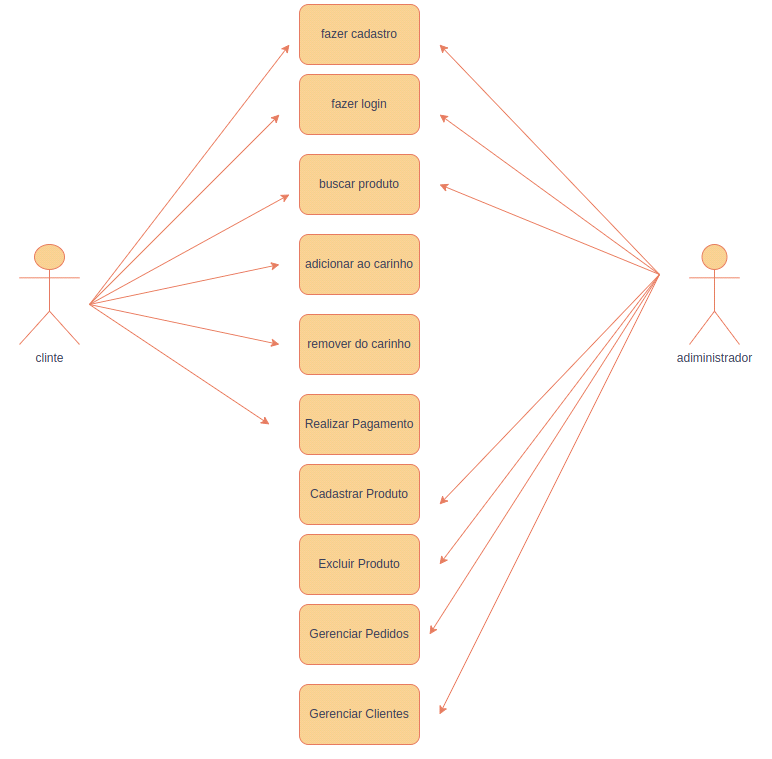 fazer cadastro
fazer login
buscar produto
adicionar ao carinho
remover do carinho
clinte
adiministrador
Realizar Pagamento
Cadastrar Produto
Excluir Produto
Gerenciar Pedidos
Gerenciar Clientes